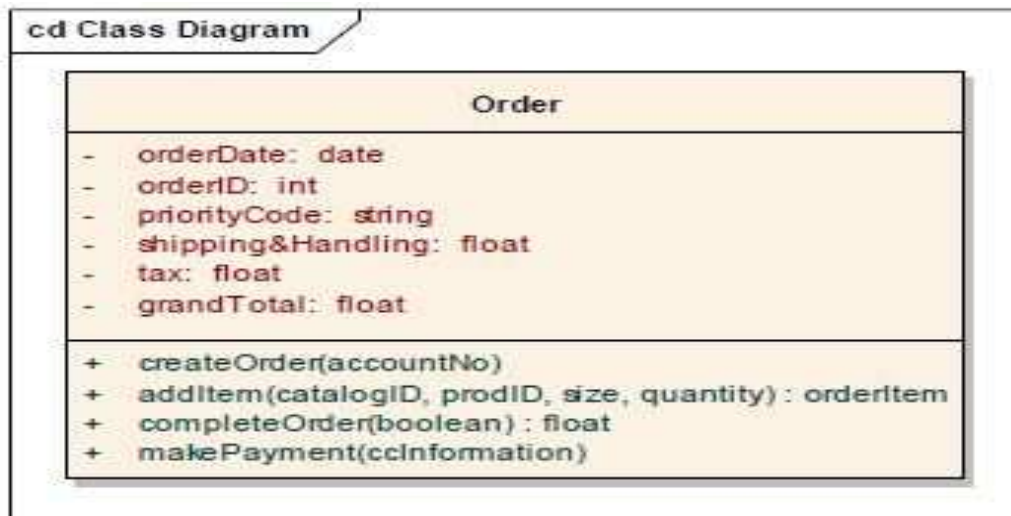 cd Class Diagram
Order
- orderDate: date
- orderID: int
- priorityCode: string
- shipping&Handling: float
- tax: float
- grandTotal: float
+ createOrder(accountNo)
+ addItem(catalogID, prodID, size, quantity) : orderItem
+ completeOrder(boolean) : float
+ makePayment(ccInformation)